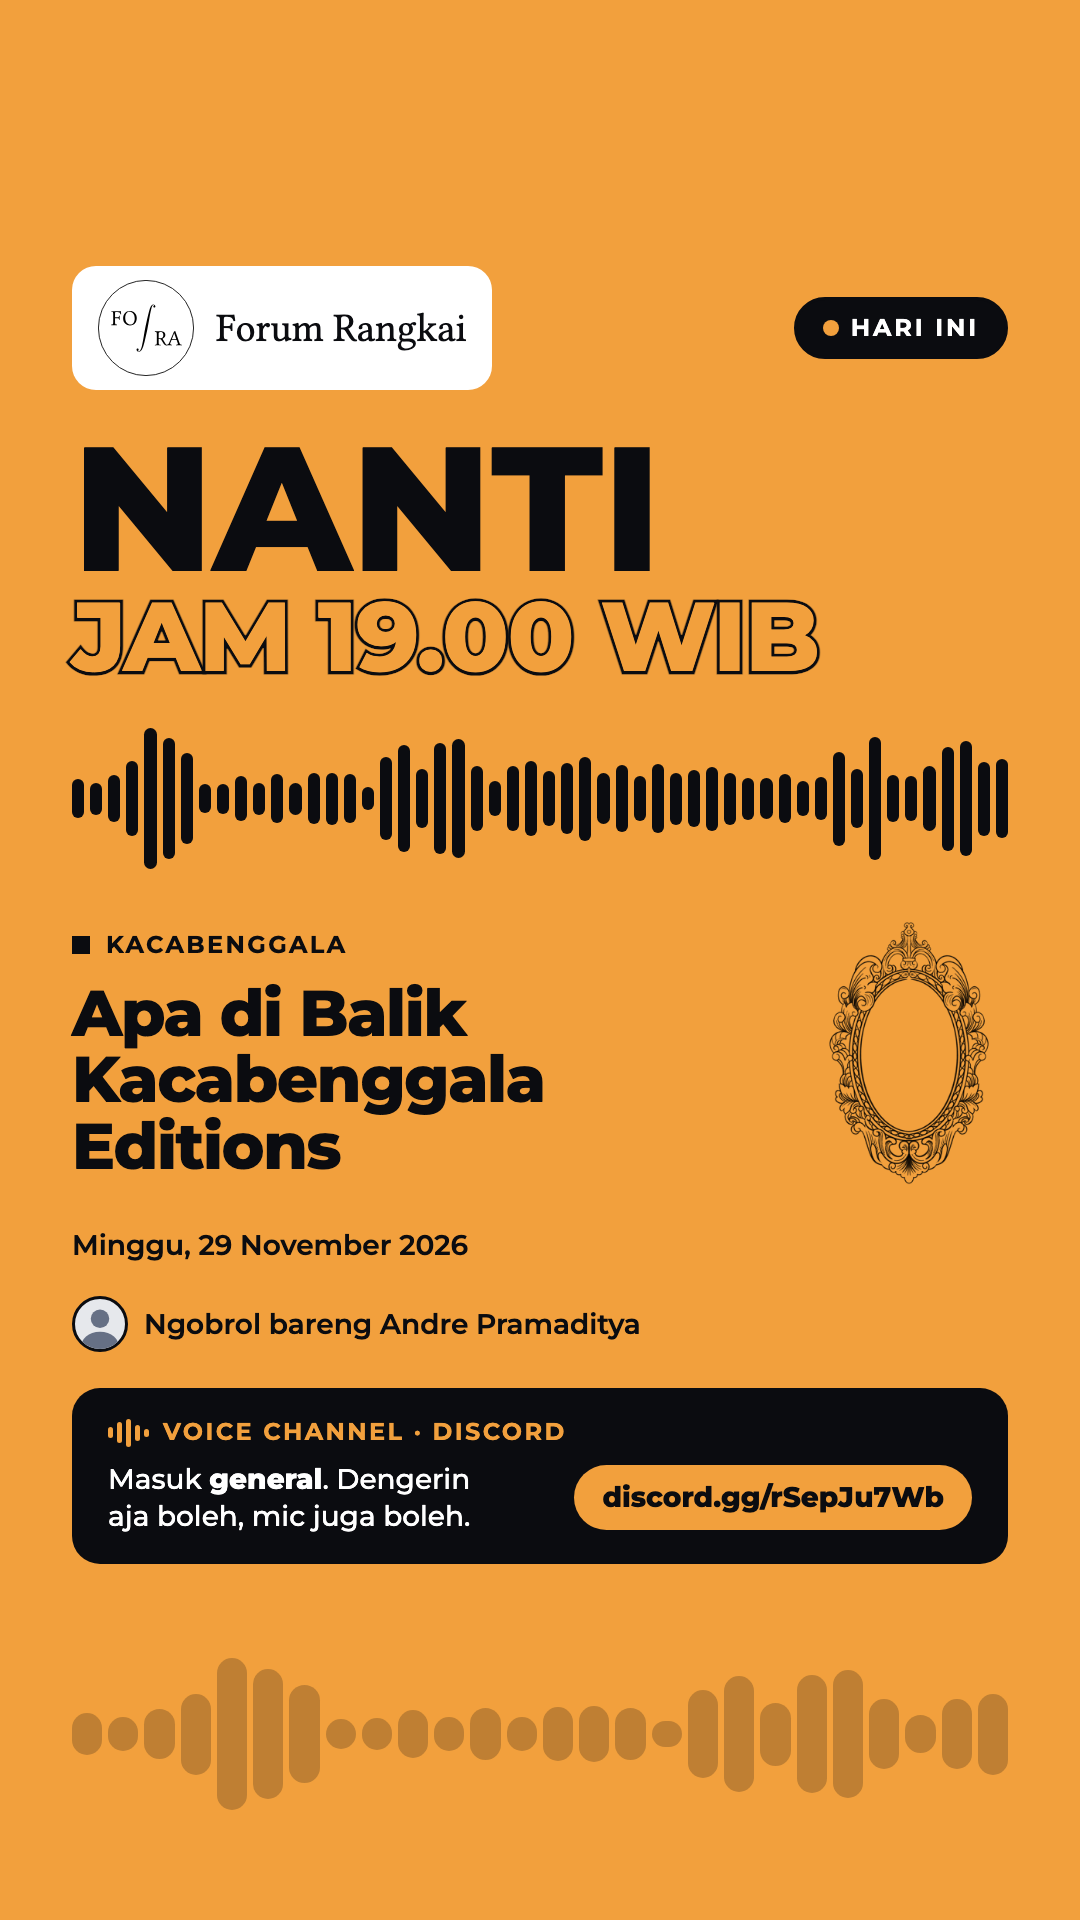 FO
RA
Forum Rangkai
HARI INI
NANTI
JAM 19.00 WIB
KACABENGGALA
Apa di Balik
Kacabenggala
Editions
Minggu, 29 November 2026
Ngobrol bareng Andre Pramaditya
VOICE CHANNEL · DISCORD
Masuk general. Dengerin
aja boleh, mic juga boleh.
discord.gg/rSepJu7Wb